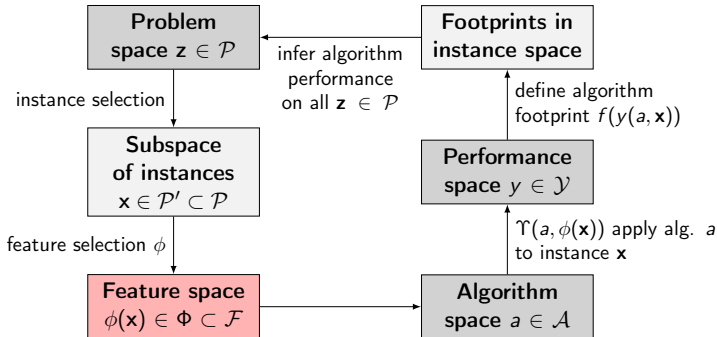 Problem
space z ∈ 𝒫
instance selection
Subspace
of instances
x ∈ 𝒫′ ⊂ 𝒫
feature selection ϕ
Feature space
ϕ(x) ∈ Φ ⊂ ℱ
Algorithm
space a ∈ 𝒜
ϒ(a, ϕ(x)) apply alg. a
to instance x
Performance
space y ∈ 𝒴
define algorithm
footprint f(y(a, x))
Footprints in
instance space
infer algorithm
performance
on all z ∈ 𝒫